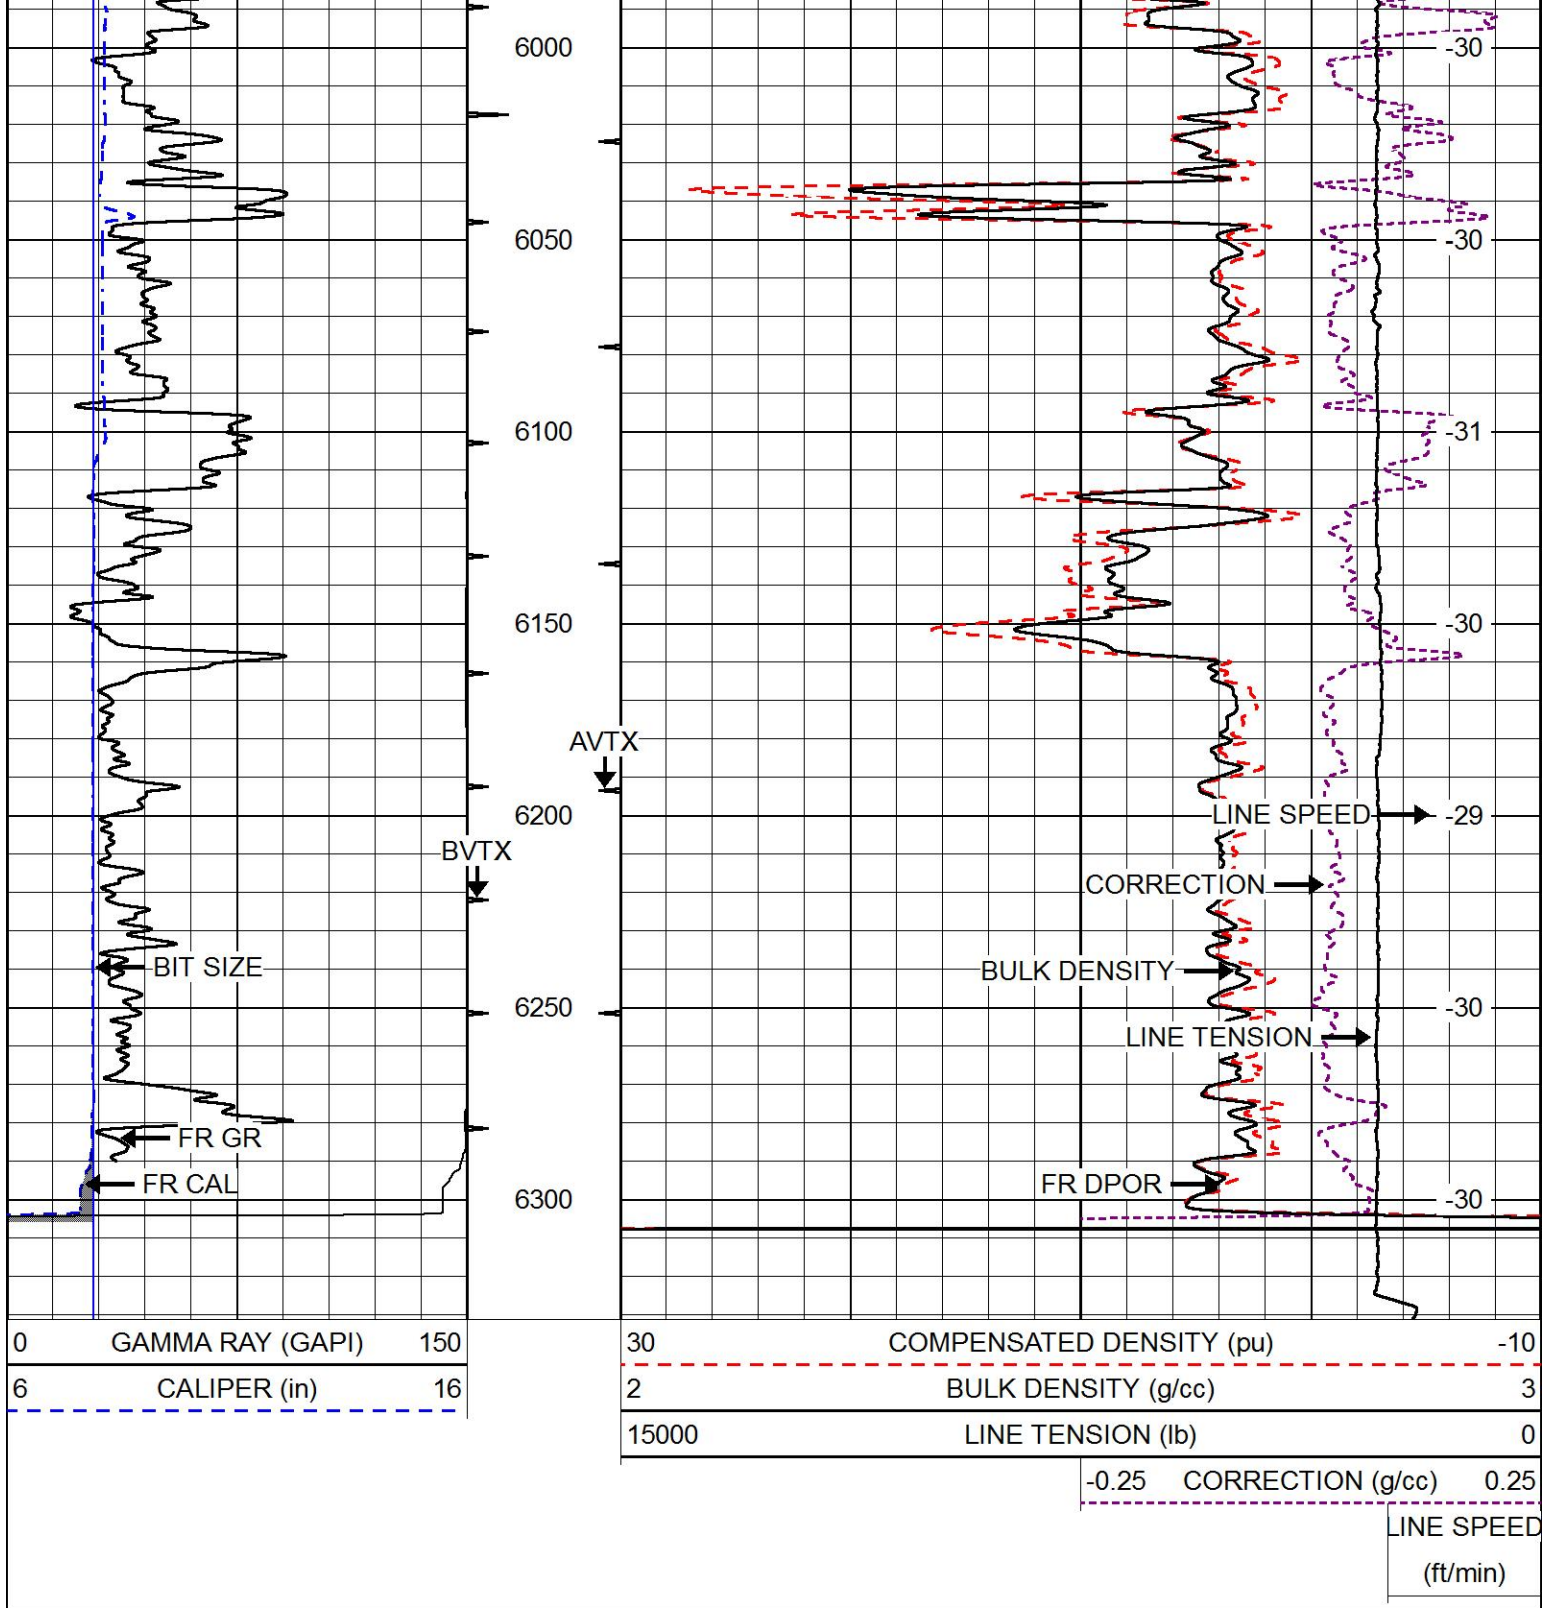 6000 -30
6050 -30
6100 -31
6150 -30
AVTX
6200 LINE SPEED -29
BVTX
CORRECTION
BIT SIZE BULK DENSITY
6250 -30
LINE TENSION
FR GR
FR CAL FR DPOR
6300 -30
0 GAMMA RAY (GAPI) 150 30 COMPENSATED DENSITY (pu) -10
6 CALIPER (in) 16 2 BULK DENSITY (g/cc) 3
15000 LINE TENSION (lb) 0
-0.25 CORRECTION (g/cc) 0.25
LINE SPEED
(ft/min)